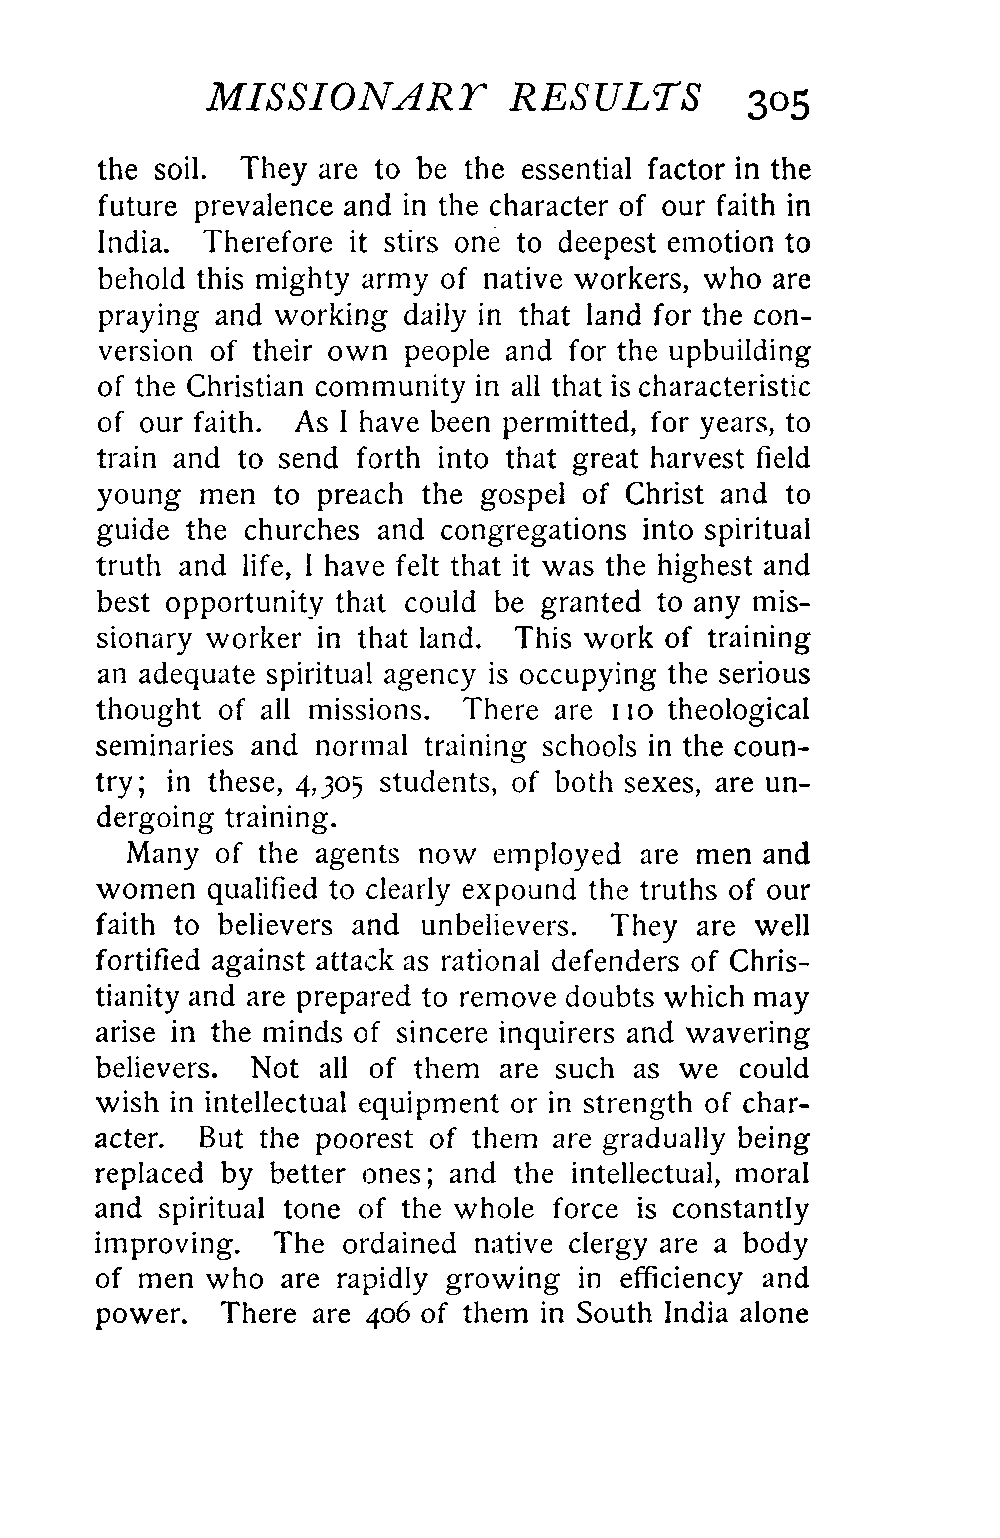 MISSIONARY RESULTS 305
the soil. They are to be the essential factor in the
future prevalence and in the character of our faith in
India. Therefore it stirs one to deepest emotion to
behold this mighty army of native workers, who are
praying and working daily in that land for the con-
version of their own people and for the upbuilding
of the Christian community in all that is characteristic
of our faith. As I have been permitted, for years, to
train and to send forth into that great harvest field
young men to preach the gospel of Christ and to
guide the churches and congregations into spiritual
truth and life, I have felt that it was the highest and
best opportunity that could be granted to any mis-
sionary worker in that land. This work of training
an adequate spiritual agency is occupying the serious
thought of all missions. There are 110 theological
seminaries and normal training schools in the coun-
try; in these, 4,305 students, of both sexes, are un-
dergoing training.
Many of the agents now employed are men and
women qualified to clearly expound the truths of our
faith to believers and unbelievers. They are well
fortified against attack as rational defenders of Chris-
tianity and are prepared to remove doubts which may
arise in the minds of sincere inquirers and wavering
believers. Not all of them are such as we could
wish in intellectual equipment or in strength of char-
acter. But the poorest of them are gradually being
replaced by better ones; and the intellectual, moral
and spiritual tone of the whole force is constantly
improving. The ordained native clergy are a body
of men who are rapidly growing in efficiency and
power. There are 406 of them in South India alone